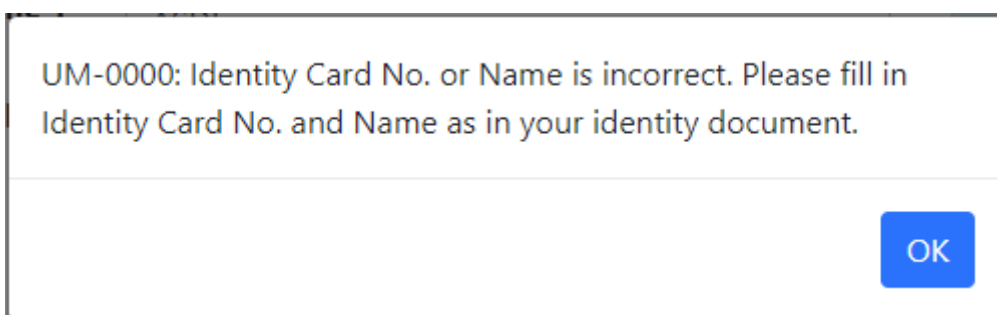 UM-0000: Identity Card No. or Name is incorrect. Please fill in
Identity Card No. and Name as in your identity document.
OK